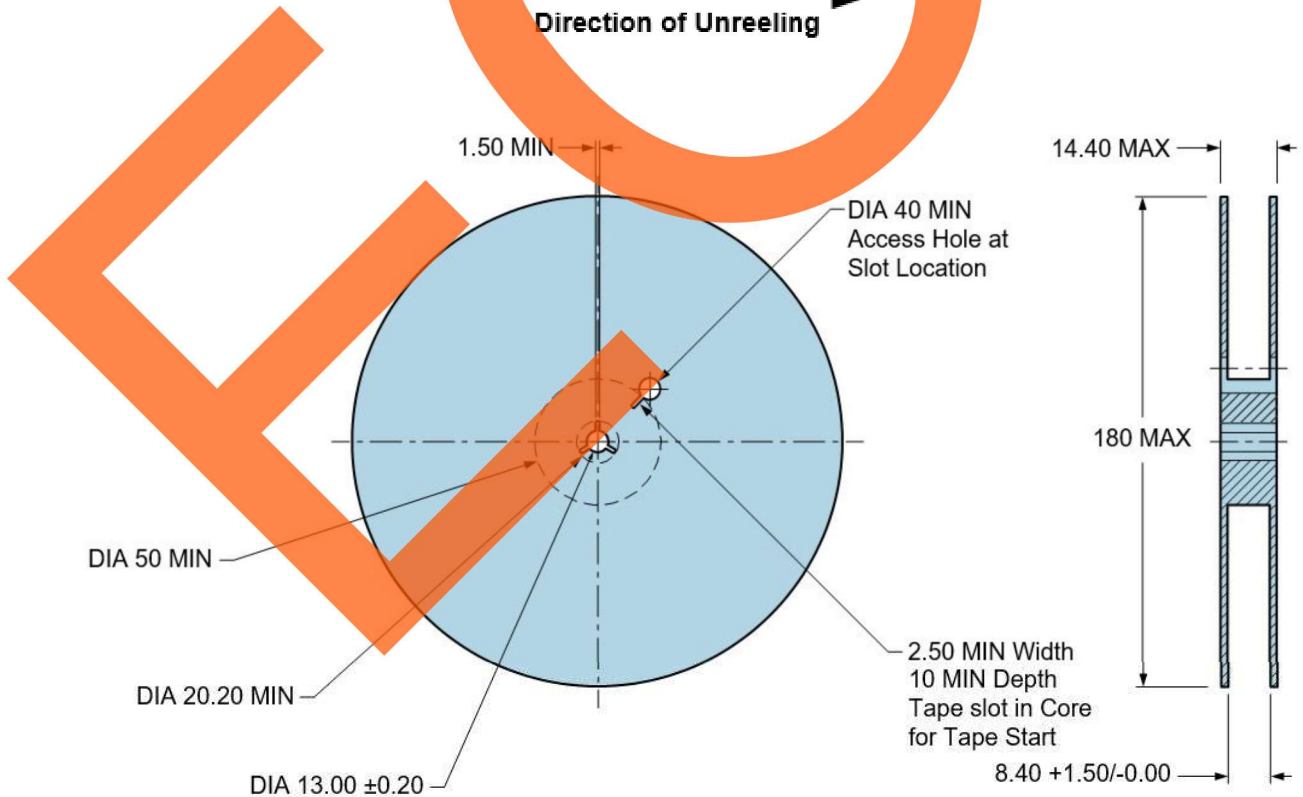 Direction of Unreeling
1.50 MIN
14.40 MAX
DIA 40 MIN
Access Hole at
Slot Location
180 MAX
DIA 50 MIN
2.50 MIN Width
10 MIN Depth
Tape slot in Core
for Tape Start
DIA 20.20 MIN
8.40 +1.50/-0.00
DIA 13.00 ±0.20